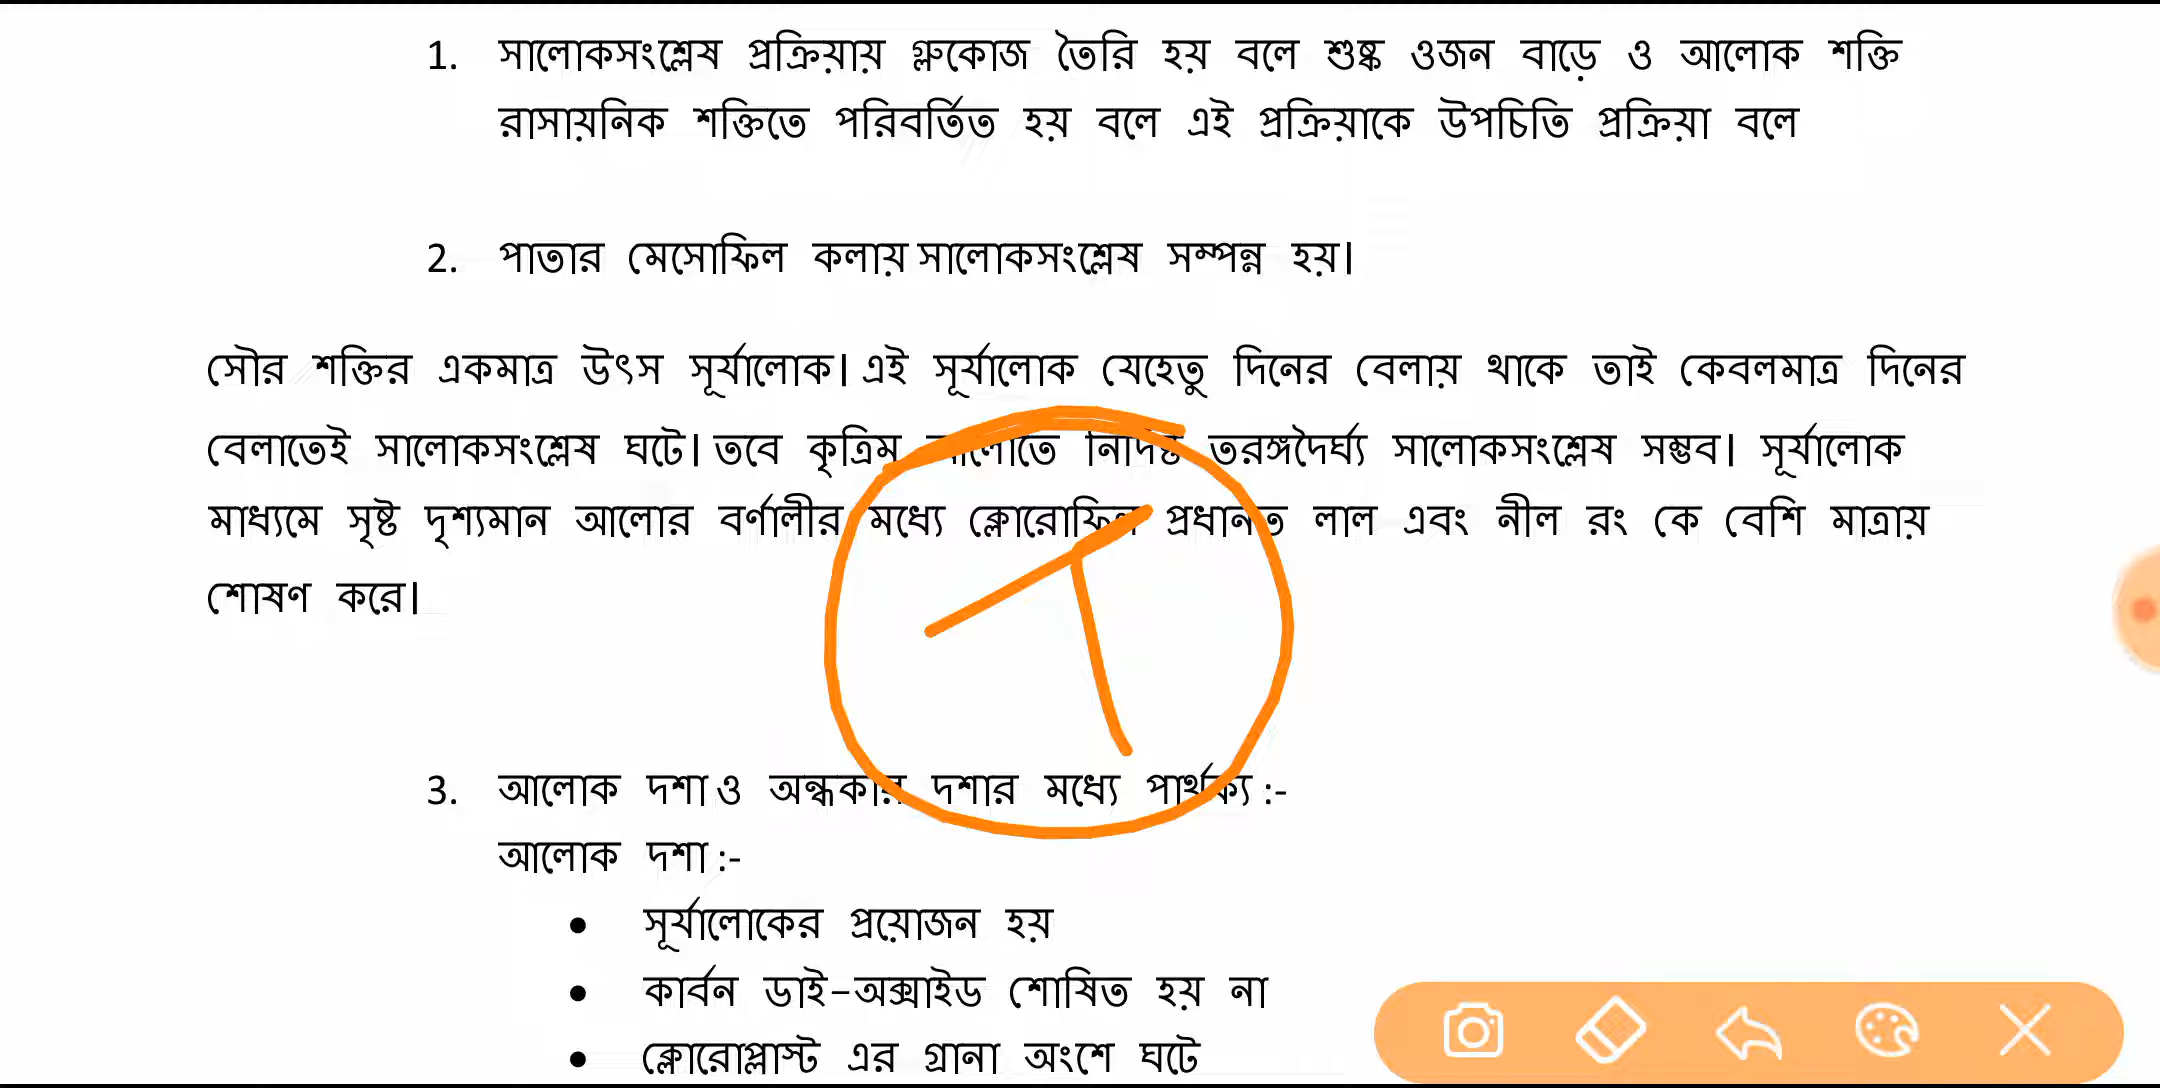 1. সালোকসংশ্লেষ প্রক্রিয়ায় গ্লুকোজ তৈরি হয় বলে শুষ্ক ওজন বাড়ে ও আলোক শক্তি
রাসায়নিক শক্তিতে পরিবর্তিত হয় বলে এই প্রক্রিয়াকে উপচিতি প্রক্রিয়া বলে
2. পাতার মেসোফিল কলায় সালোকসংশ্লেষ সম্পন্ন হয়।
সৌর শক্তির একমাত্র উৎস সূর্যালোক। এই সূর্যালোক যেহেতু দিনের বেলায় থাকে তাই কেবলমাত্র দিনের
বেলাতেই সালোকসংশ্লেষ ঘটে। তবে কৃত্রিম আলোতে নির্দিষ্ট তরঙ্গদৈর্ঘ্য সালোকসংশ্লেষ সম্ভব। সূর্যালোক
মাধ্যমে সৃষ্ট দৃশ্যমান আলোর বর্ণালীর মধ্যে ক্লোরোফিল প্রধানত লাল এবং নীল রং কে বেশি মাত্রায়
শোষণ করে।
3. আলোক দশা ও অন্ধকার দশার মধ্যে পার্থক্য :-
আলোক দশা :-
• সূর্যালোকের প্রয়োজন হয়
• কার্বন ডাই-অক্সাইড শোষিত হয় না
• ক্লোরোপ্লাস্ট এর গ্রানা অংশে ঘটে